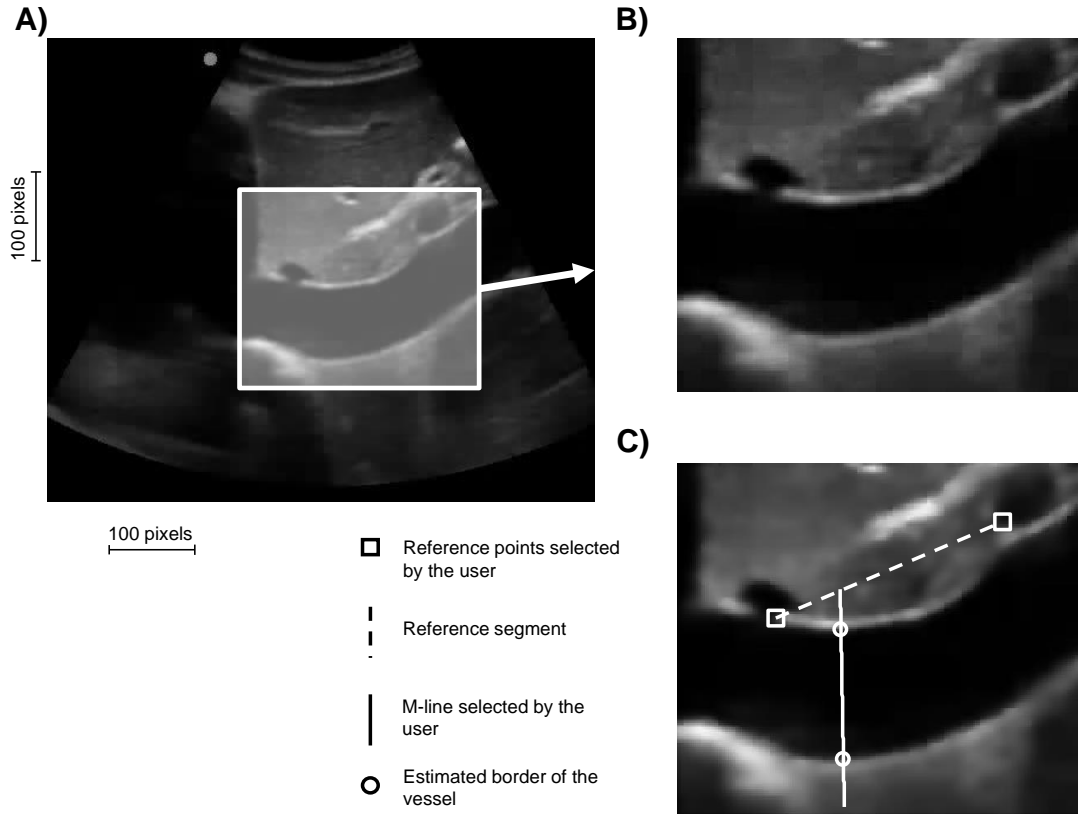 A)
B)
100 pixels
C)
100 pixels
Reference points selected
by the user
Reference segment
M-line selected by the
user
Estimated border of the
vessel